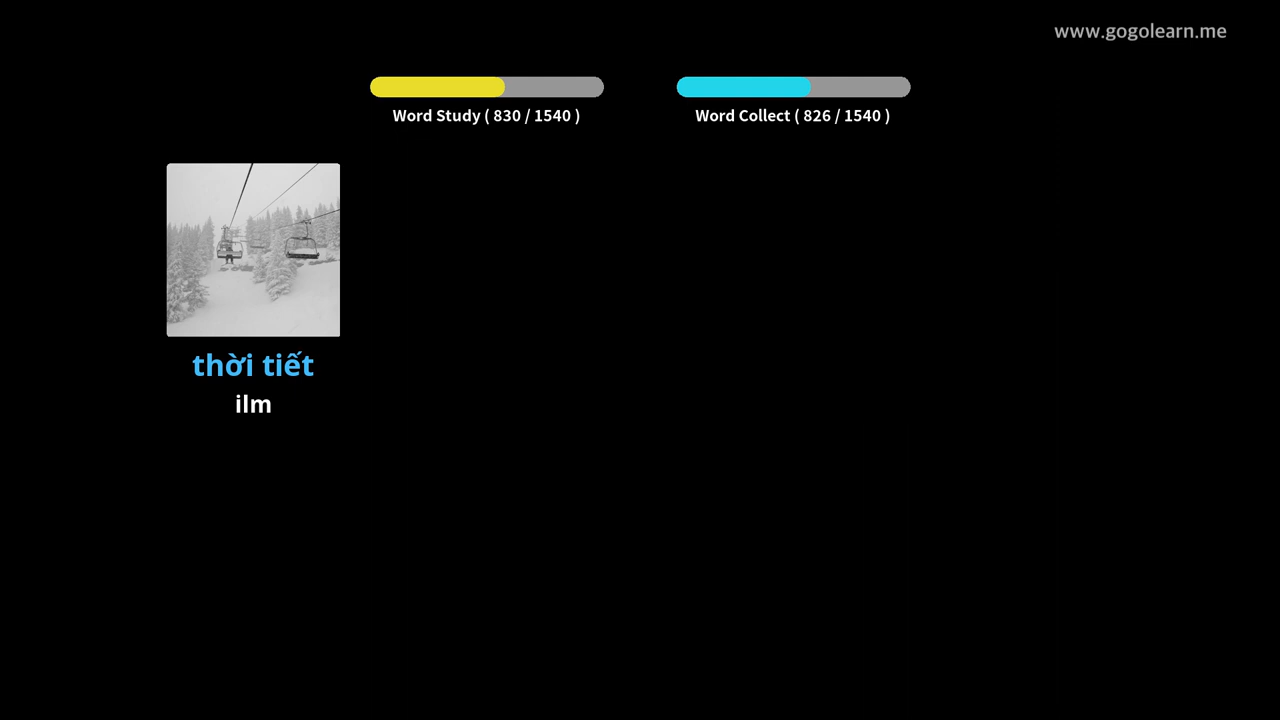 www.gogolearn.me
Word Study ( 830 / 1540 )
Word Collect ( 826 / 1540 )
thời tiết
ilm